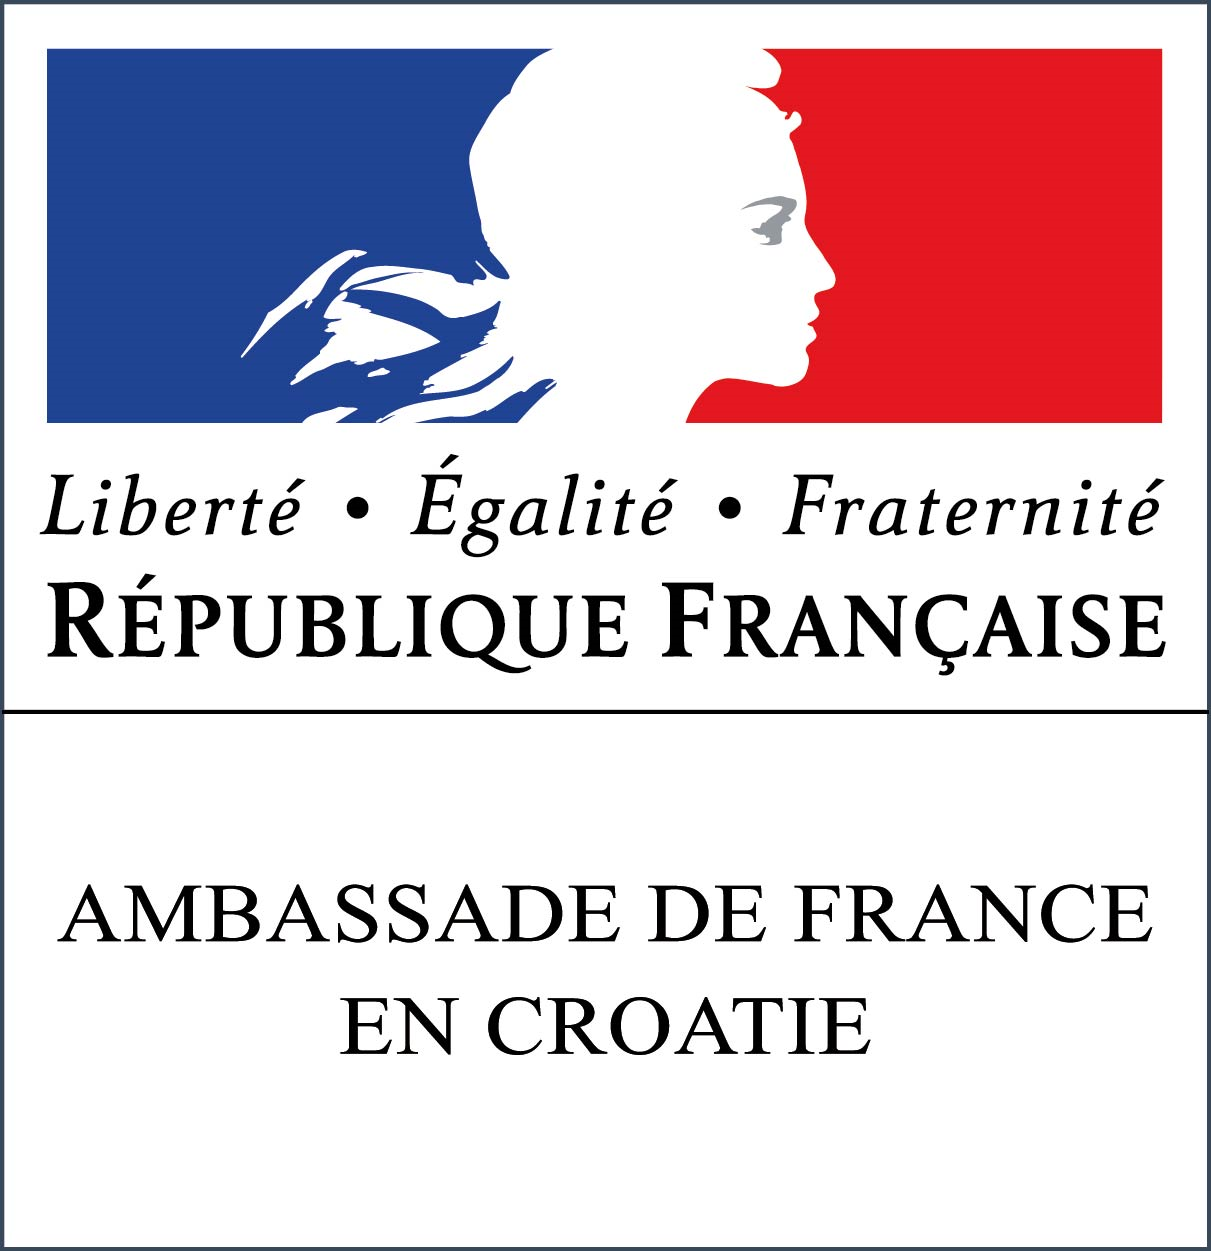 Liberté • Égalité • Fraternité
RÉPUBLIQUE FRANÇAISE
AMBASSADE DE FRANCE
EN CROATIE